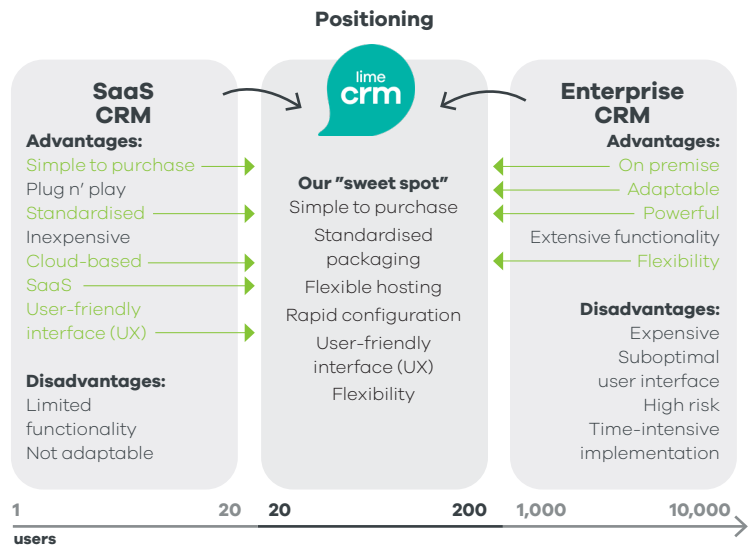 Positioning
SaaS
CRM
Advantages:
Simple to purchase
Plug n’ play
Standardised
Inexpensive
Cloud-based
SaaS
User-friendly
interface (UX)
Disadvantages:
Limited
functionality
Not adaptable
lime
crm
Our ”sweet spot”
Simple to purchase
Standardised
packaging
Flexible hosting
Rapid configuration
User-friendly
interface (UX)
Flexibility
Enterprise
CRM
Advantages:
On premise
Adaptable
Powerful
Extensive functionality
Flexibility
Disadvantages:
Expensive
Suboptimal
user interface
High risk
Time-intensive
implementation
1 20 20 200 1,000 10,000
users